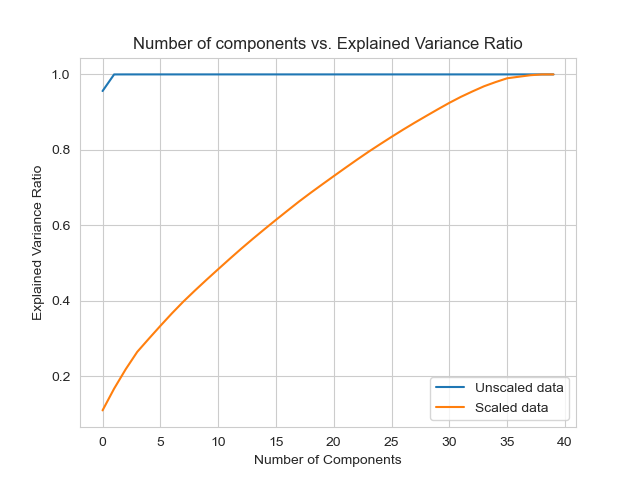 Number of components vs. Explained Variance Ratio
1.0
0.8
0.6
0.4
0.2
Explained Variance Ratio
0 5 10 15 20 25 30 35 40
Number of Components
Unscaled data
Scaled data